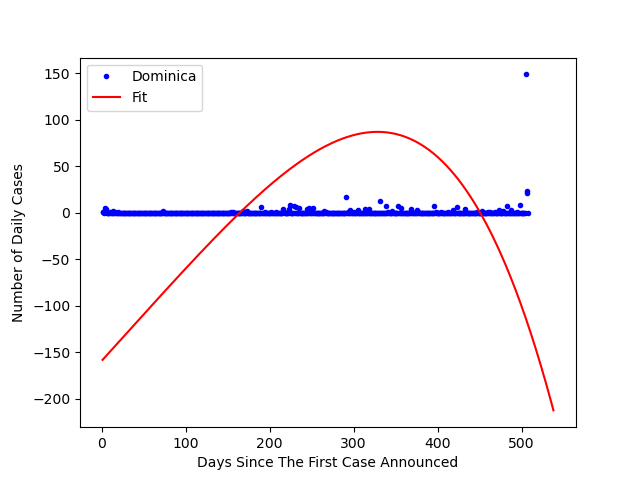 Dominica
Fit
150
100
50
0
−50
−100
−150
−200
Number of Daily Cases
0 100 200 300 400 500
Days Since The First Case Announced